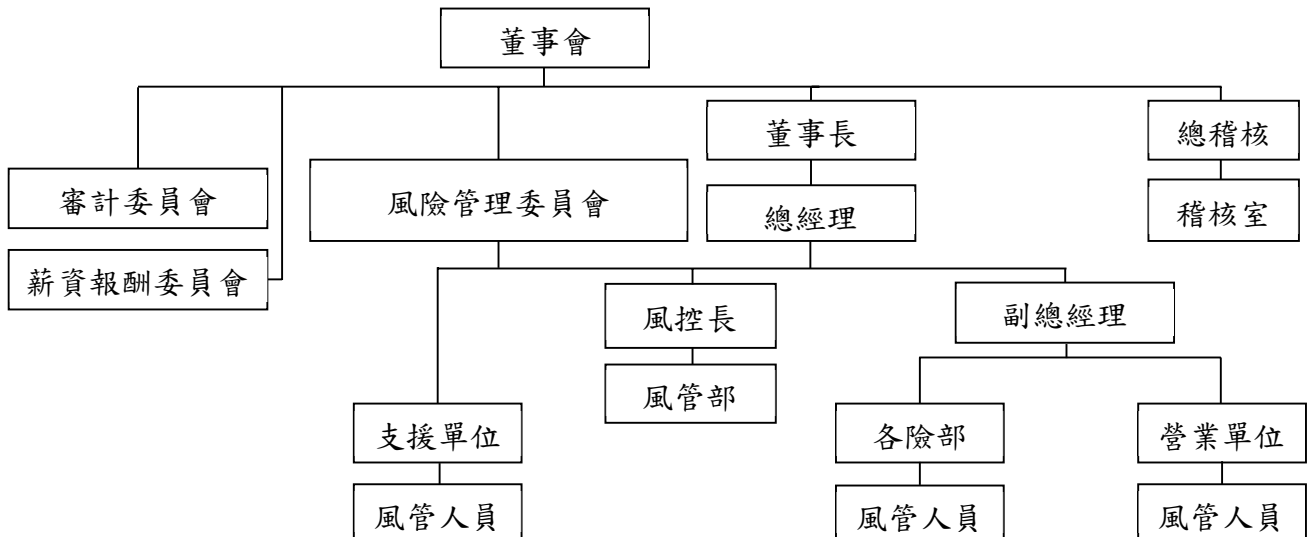 董事會
董事長
總稽核
審計委員會
風險管理委員會
總經理
稽核室
薪資報酬委員會
風控長
副總經理
風管部
支援單位
各險部
營業單位
風管人員
風管人員
風管人員